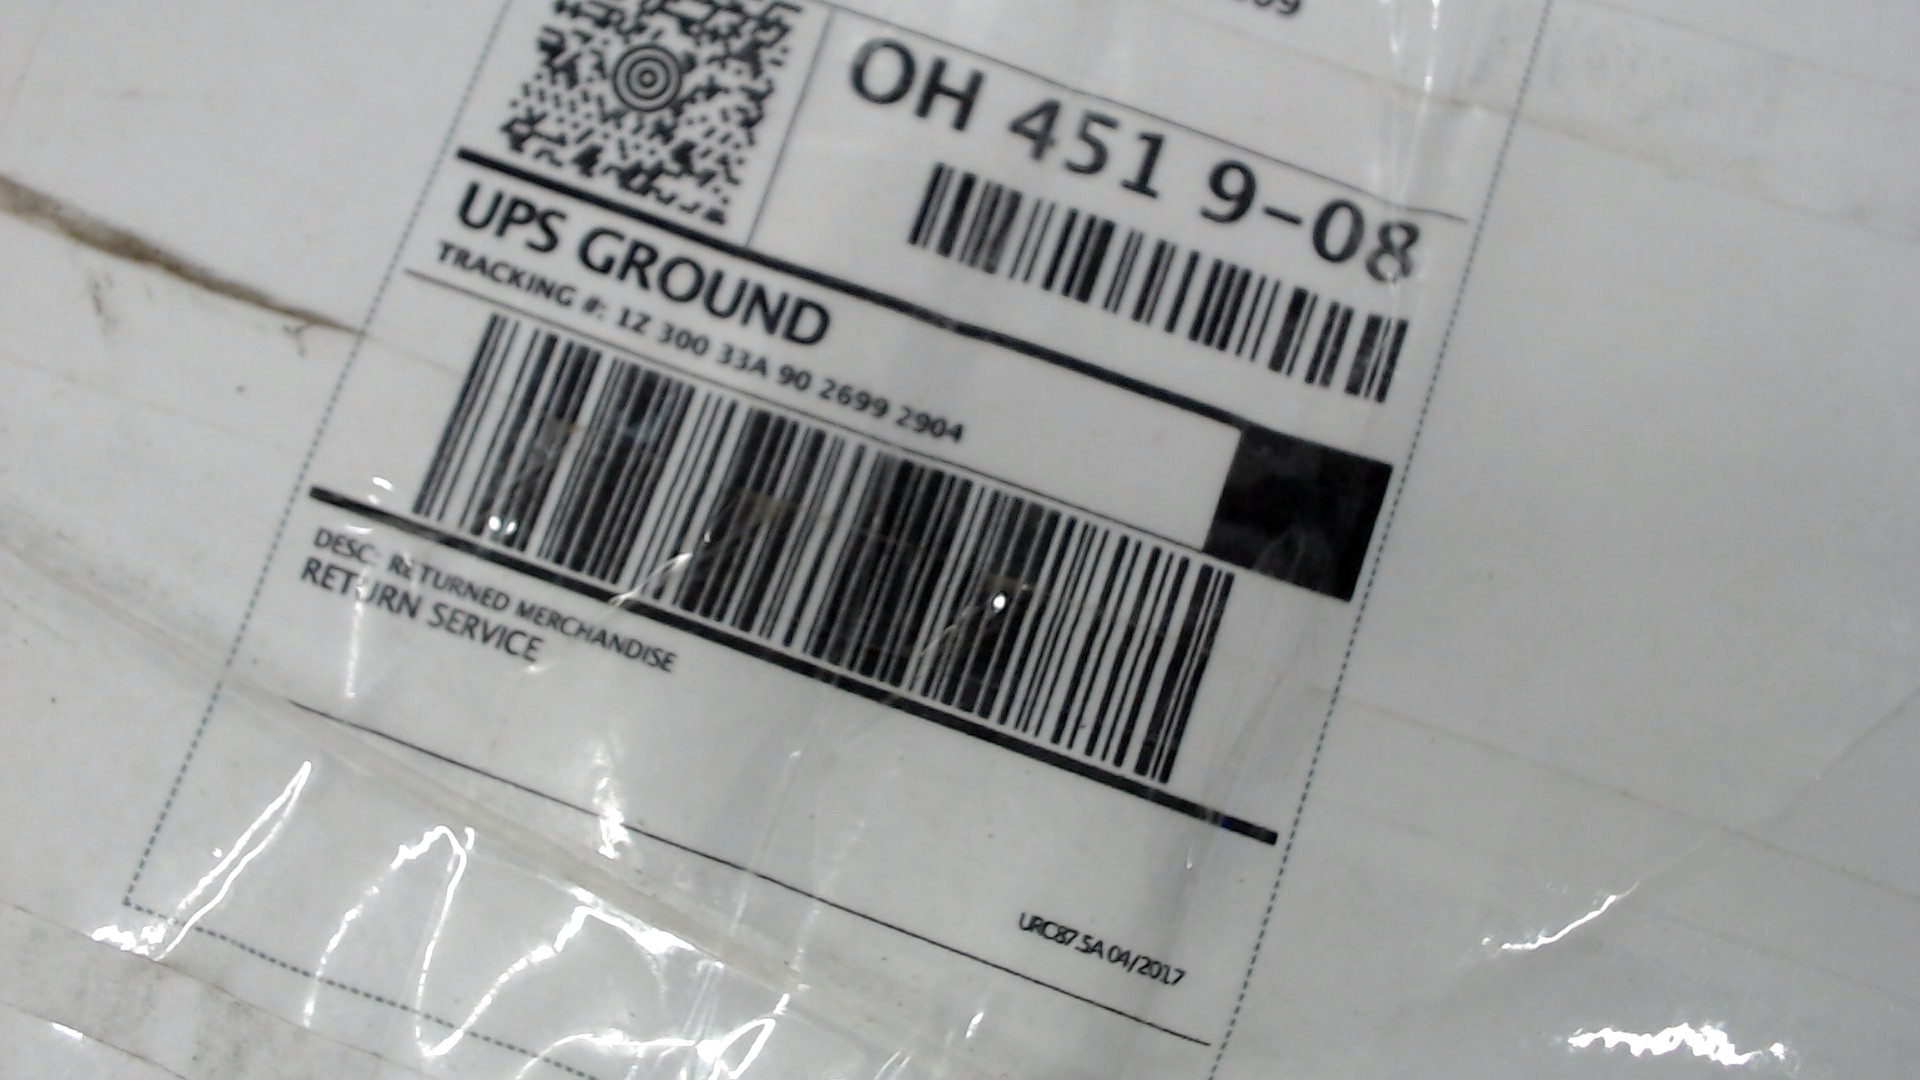 OH 451 9-08
UPS GROUND
TRACKING #: 1Z 300 33A 90 2699 2904
DESC: RETURNED MERCHANDISE
RETURN SERVICE
URC87.5A 04/2017